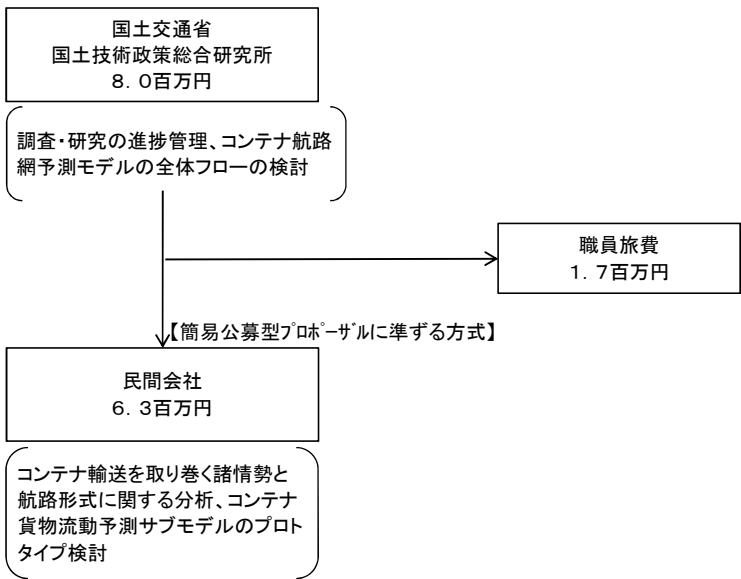 国土交通省
国土技術政策総合研究所
８．０百万円
調査・研究の進捗管理、コンテナ航路
網予測モデルの全体フローの検討
職員旅費
１．７百万円
【簡易公募型ﾌﾟﾛﾎﾟｰｻﾞﾙに準ずる方式】
民間会社
６．３百万円
コンテナ輸送を取り巻く諸情勢と
航路形式に関する分析、コンテナ
貨物流動予測サブモデルのプロト
タイプ検討